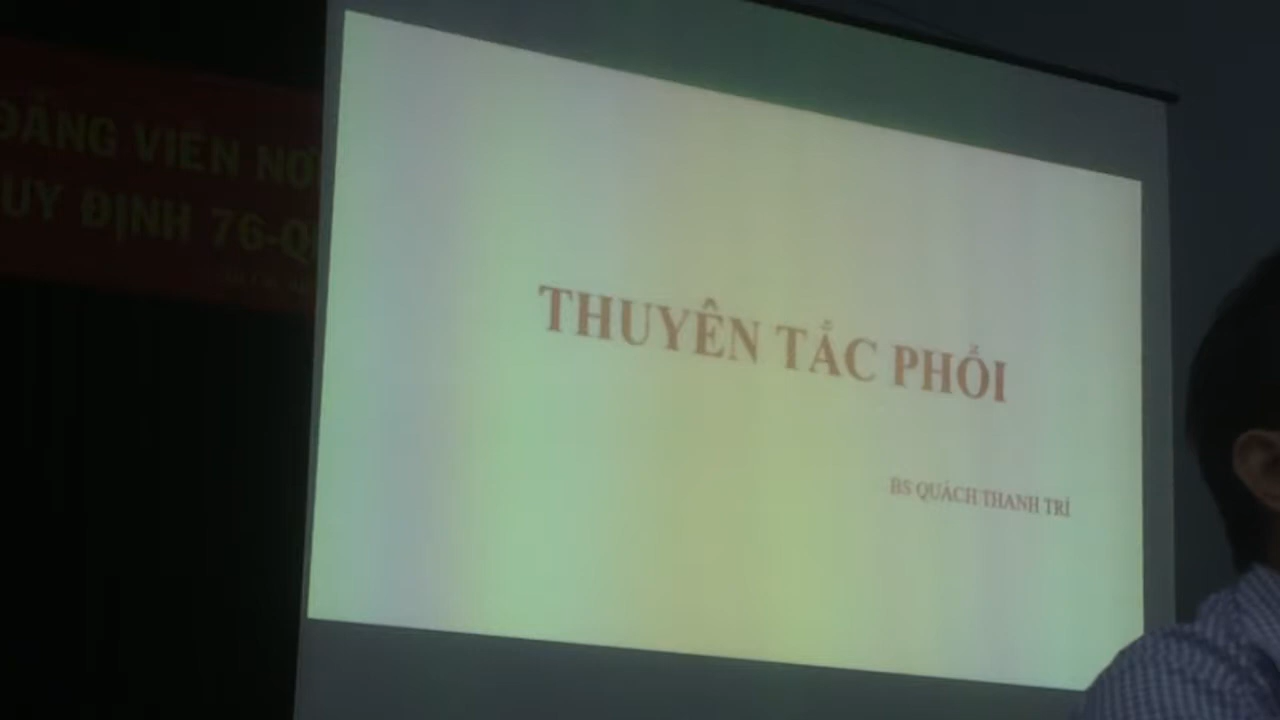 ĐẢNG VIÊN NƠ
UY ĐỊNH 76-Q
THUYÊN TẮC PHỔI
BS QUÁCH THANH TRÍ